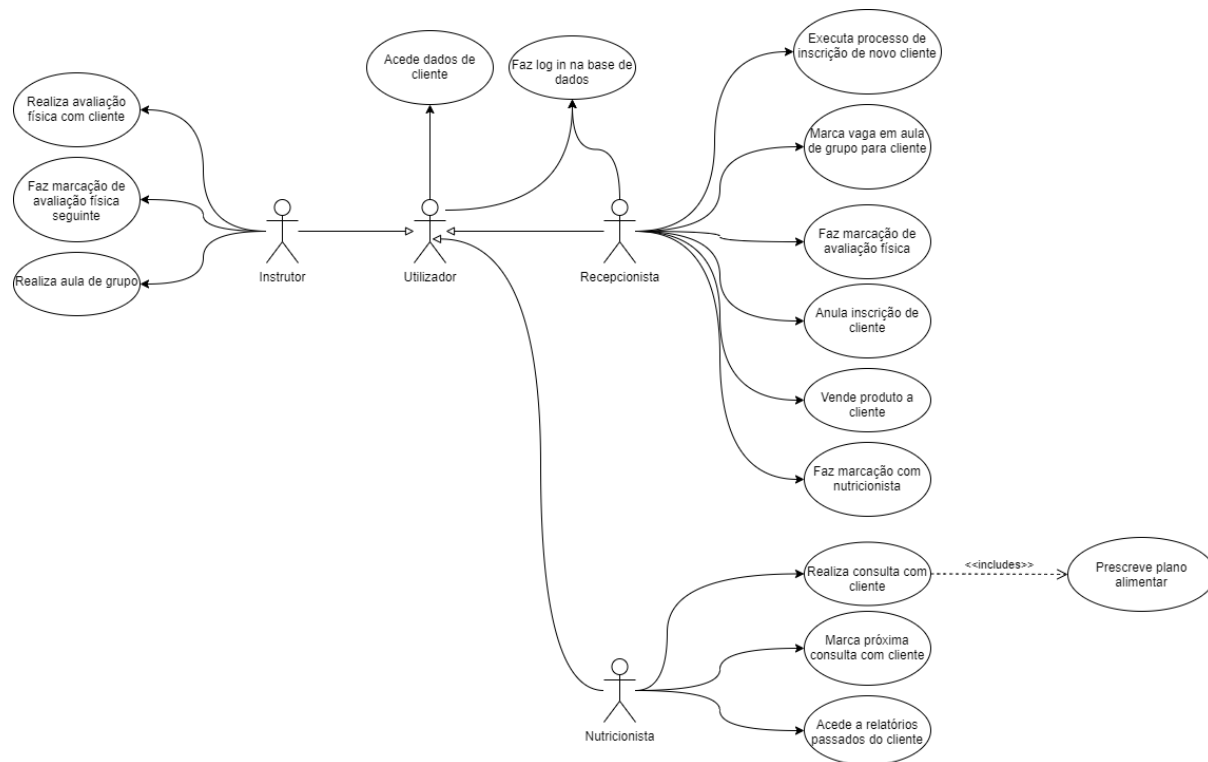 Executa processo de
inscrição de novo cliente
Acede dados de
cliente
Faz log in na base de
dados
Realiza avaliação
física com cliente
Marca vaga em aula
de grupo para cliente
Faz marcação de
avaliação física
seguinte
Faz marcação de
avaliação física
Realiza aula de grupo
Instrutor
Utilizador
Recepcionista
Anula inscrição de
cliente
Vende produto a
cliente
Faz marcação com
nutricionista
Realiza consulta com
cliente
<<includes>>
Prescreve plano
alimentar
Marca próxima
consulta com cliente
Nutricionista
Acede a relatórios
passados do cliente